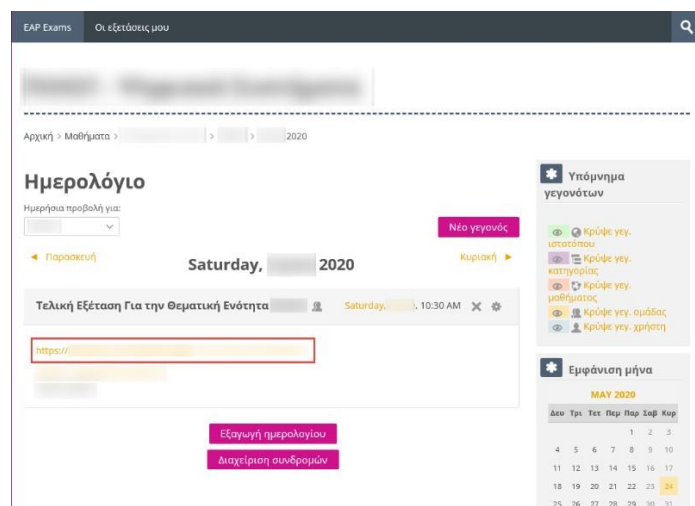 EAP Exams Οι εξετάσεις μου
Αρχική > Μαθήματα > > > 2020
Ημερολόγιο
Ημερήσια προβολή για:
Νέο γεγονός
◄ Παρασκευή
Saturday, 2020
Κυριακή ►
Τελική Εξέταση Για την Θεματική Ενότητα
Saturday, , 10:30 AM
https://
Εξαγωγή ημερολογίου
Διαχείριση συνδρομών
Υπόμνημα
γεγονότων
Κρύψε γεγ.
ιστοτόπου
Κρύψε γεγ.
κατηγορίας
Κρύψε γεγ.
μαθήματος
Κρύψε γεγ. ομάδας
Κρύψε γεγ. χρήστη
Εμφάνιση μήνα
MAY 2020
Δευ Τρι Τετ Πεμ Παρ Σαβ Κυρ
1 2 3
4 5 6 7 8 9 10
11 12 13 14 15 16 17
18 19 20 21 22 23 24
25 26 27 28 29 30 31